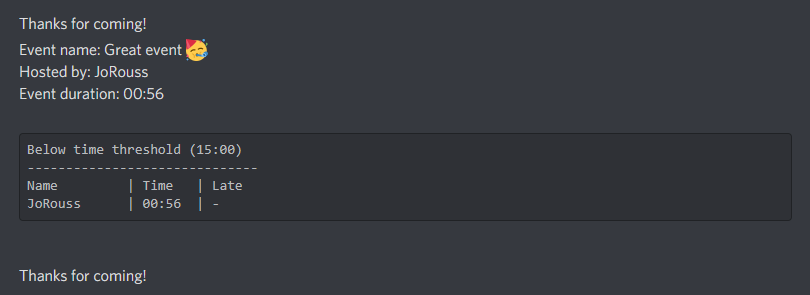 Thanks for coming!
Event name: Great event 🥳
Hosted by: JoRouss
Event duration: 00:56
Below time threshold (15:00)
------------------------------
Name         | Time   | Late
JoRouss      | 00:56  | -
Thanks for coming!